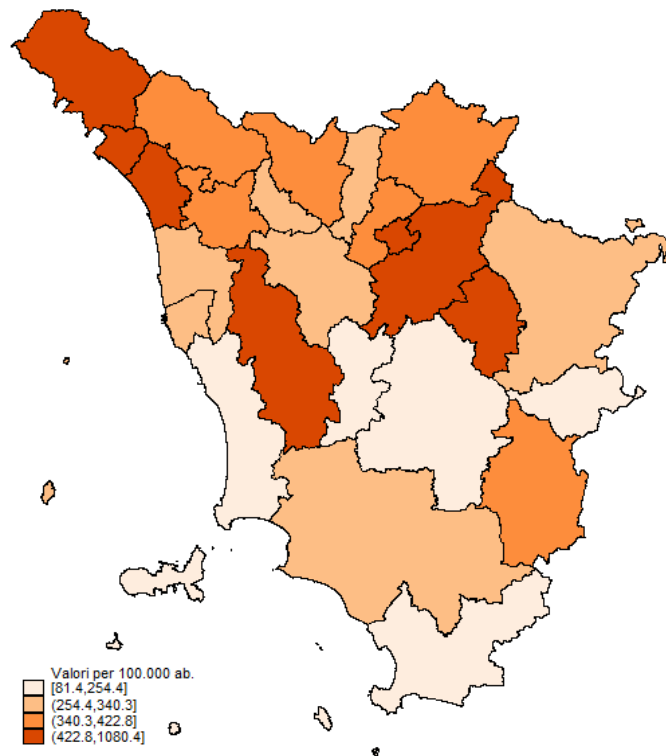 Valori per 100.000 ab.
[81.4,254.4]
(254.4,340.3]
(340.3,422.8]
(422.8,1080.4]